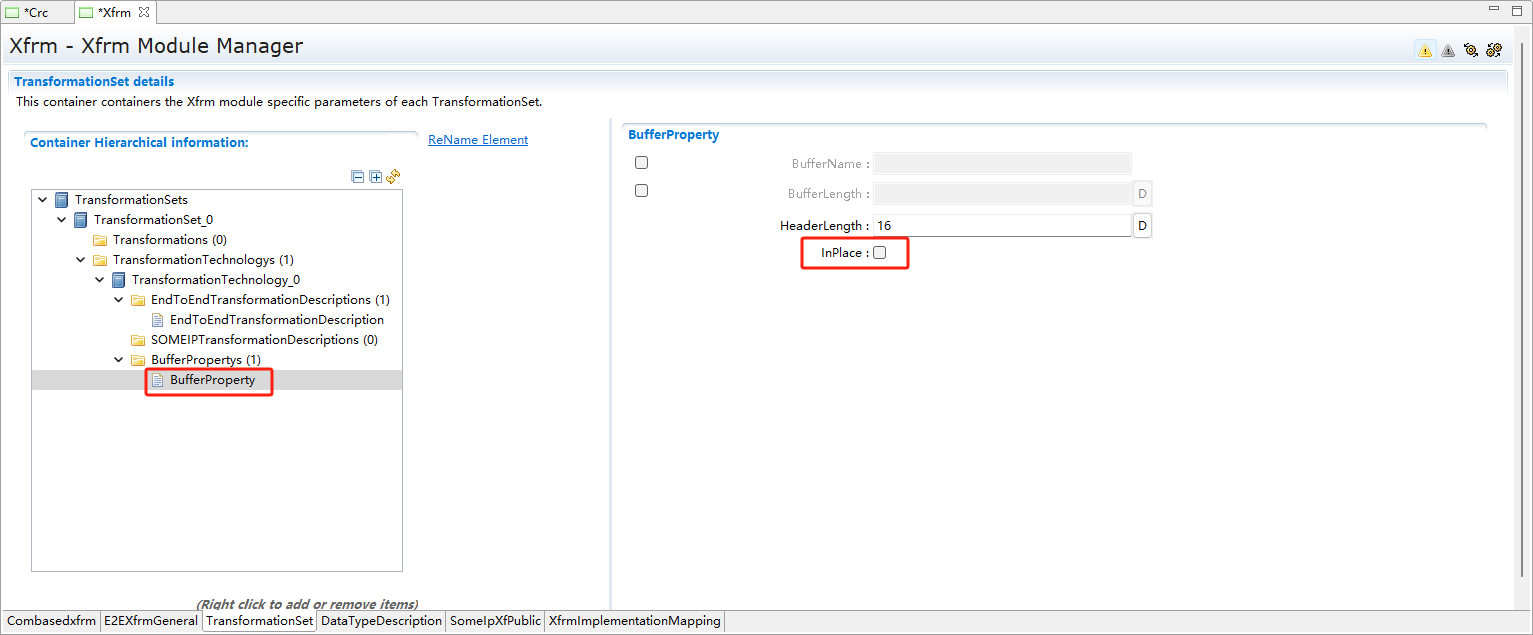 *Crc
*Xfrm
Xfrm - Xfrm Module Manager
TransformationSet details
This container containers the Xfrm module specific parameters of each TransformationSet.
Container Hierarchical information:
ReName Element
TransformationSets
TransformationSet_0
Transformations (0)
TransformationTechnologys (1)
TransformationTechnology_0
EndToEndTransformationDescriptions (1)
EndToEndTransformationDescription
SOMEIPTransformationDescriptions (0)
BufferPropertys (1)
BufferProperty
(Right click to add or remove items)
BufferProperty
BufferName :
BufferLength : D
HeaderLength : 16 D
InPlace :
Combasedxfrm E2EXfrmGeneral TransformationSet DataTypeDescription SomeIpXfPublic XfrmImplementationMapping